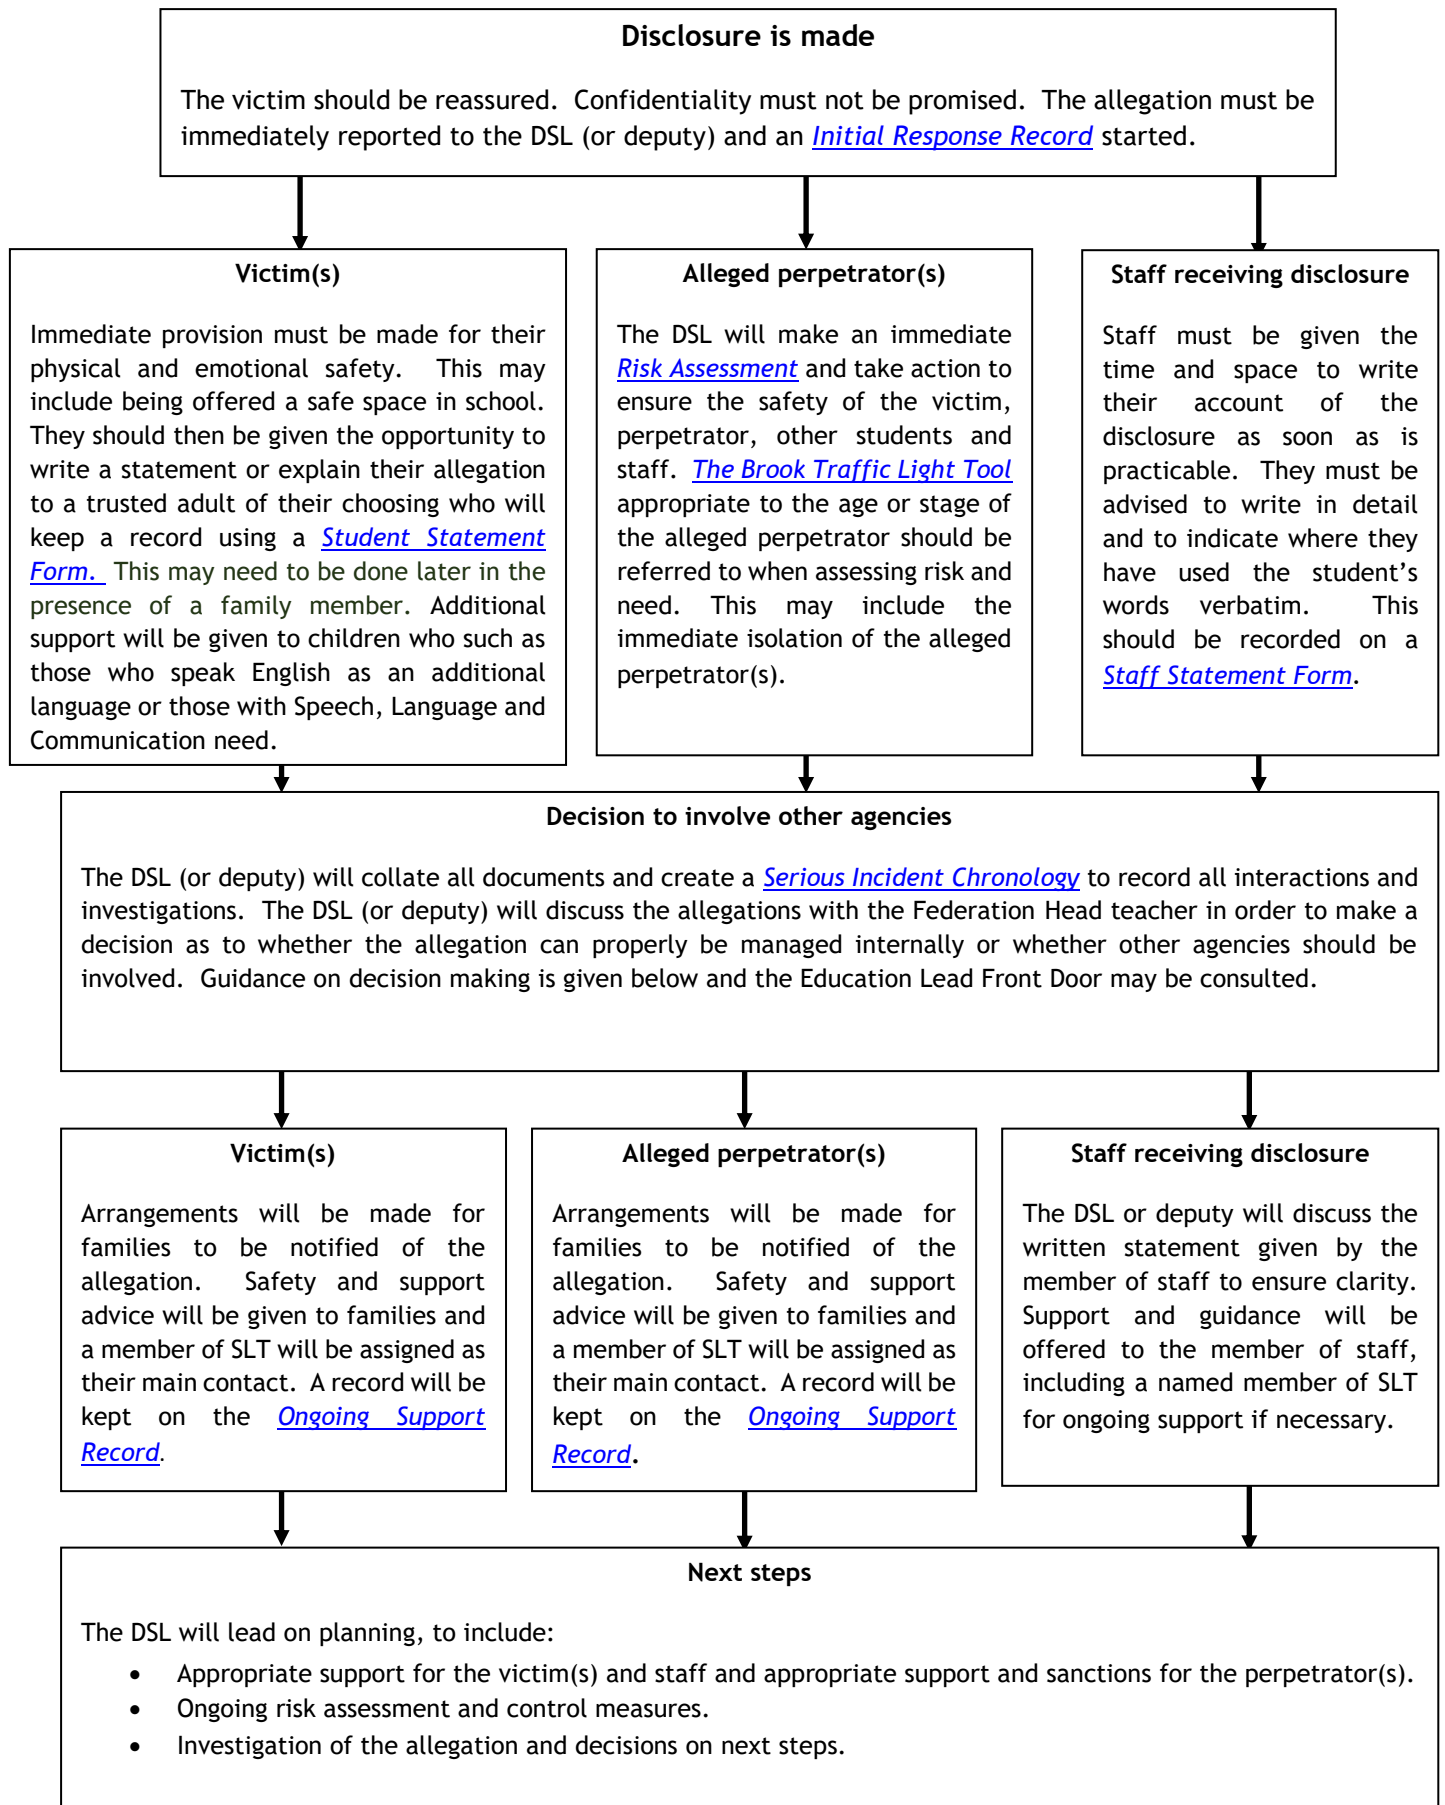 Disclosure is made
The victim should be reassured. Confidentiality must not be promised. The allegation must be
immediately reported to the DSL (or deputy) and an Initial Response Record started.
Victim(s)
Immediate provision must be made for their
physical and emotional safety. This may
include being offered a safe space in school.
They should then be given the opportunity to
write a statement or explain their allegation
to a trusted adult of their choosing who will
keep a record using a Student Statement
Form. This may need to be done later in the
presence of a family member. Additional
support will be given to children who such as
those who speak English as an additional
language or those with Speech, Language and
Communication need.
Alleged perpetrator(s)
The DSL will make an immediate
Risk Assessment and take action to
ensure the safety of the victim,
perpetrator, other students and
staff. The Brook Traffic Light Tool
appropriate to the age or stage of
the alleged perpetrator should be
referred to when assessing risk and
need. This may include the
immediate isolation of the alleged
perpetrator(s).
Staff receiving disclosure
Staff must be given the
time and space to write
their account of the
disclosure as soon as is
practicable. They must be
advised to write in detail
and to indicate where they
have used the student’s
words verbatim. This
should be recorded on a
Staff Statement Form.
Decision to involve other agencies
The DSL (or deputy) will collate all documents and create a Serious Incident Chronology to record all interactions and
investigations. The DSL (or deputy) will discuss the allegations with the Federation Head teacher in order to make a
decision as to whether the allegation can properly be managed internally or whether other agencies should be
involved. Guidance on decision making is given below and the Education Lead Front Door may be consulted.
Victim(s)
Arrangements will be made for
families to be notified of the
allegation. Safety and support
advice will be given to families and
a member of SLT will be assigned as
their main contact. A record will be
kept on the Ongoing Support
Record.
Alleged perpetrator(s)
Arrangements will be made for
families to be notified of the
allegation. Safety and support
advice will be given to families and
a member of SLT will be assigned as
their main contact. A record will be
kept on the Ongoing Support
Record.
Staff receiving disclosure
The DSL or deputy will discuss the
written statement given by the
member of staff to ensure clarity.
Support and guidance will be
offered to the member of staff,
including a named member of SLT
for ongoing support if necessary.
Next steps
The DSL will lead on planning, to include:
• Appropriate support for the victim(s) and staff and appropriate support and sanctions for the perpetrator(s).
• Ongoing risk assessment and control measures.
• Investigation of the allegation and decisions on next steps.